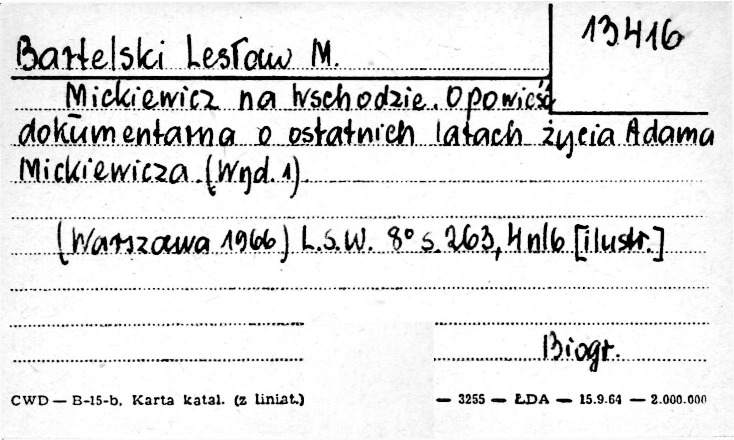 13416
Bartelski Lesław M.
Mickiewicz na Wschodzie. Opowieść
dokumentarna o ostatnich latach życia Adama
Mickiewicza. (Wyd. 1).
(Warszawa 1966) L.S.W. 8° s. 263, 4 nlb [ilustr.]
Biogr.
CWD — B-15-b. Karta katal. (z liniat.) — 3255 — ŁDA — 15.9.64 — 2.000.000